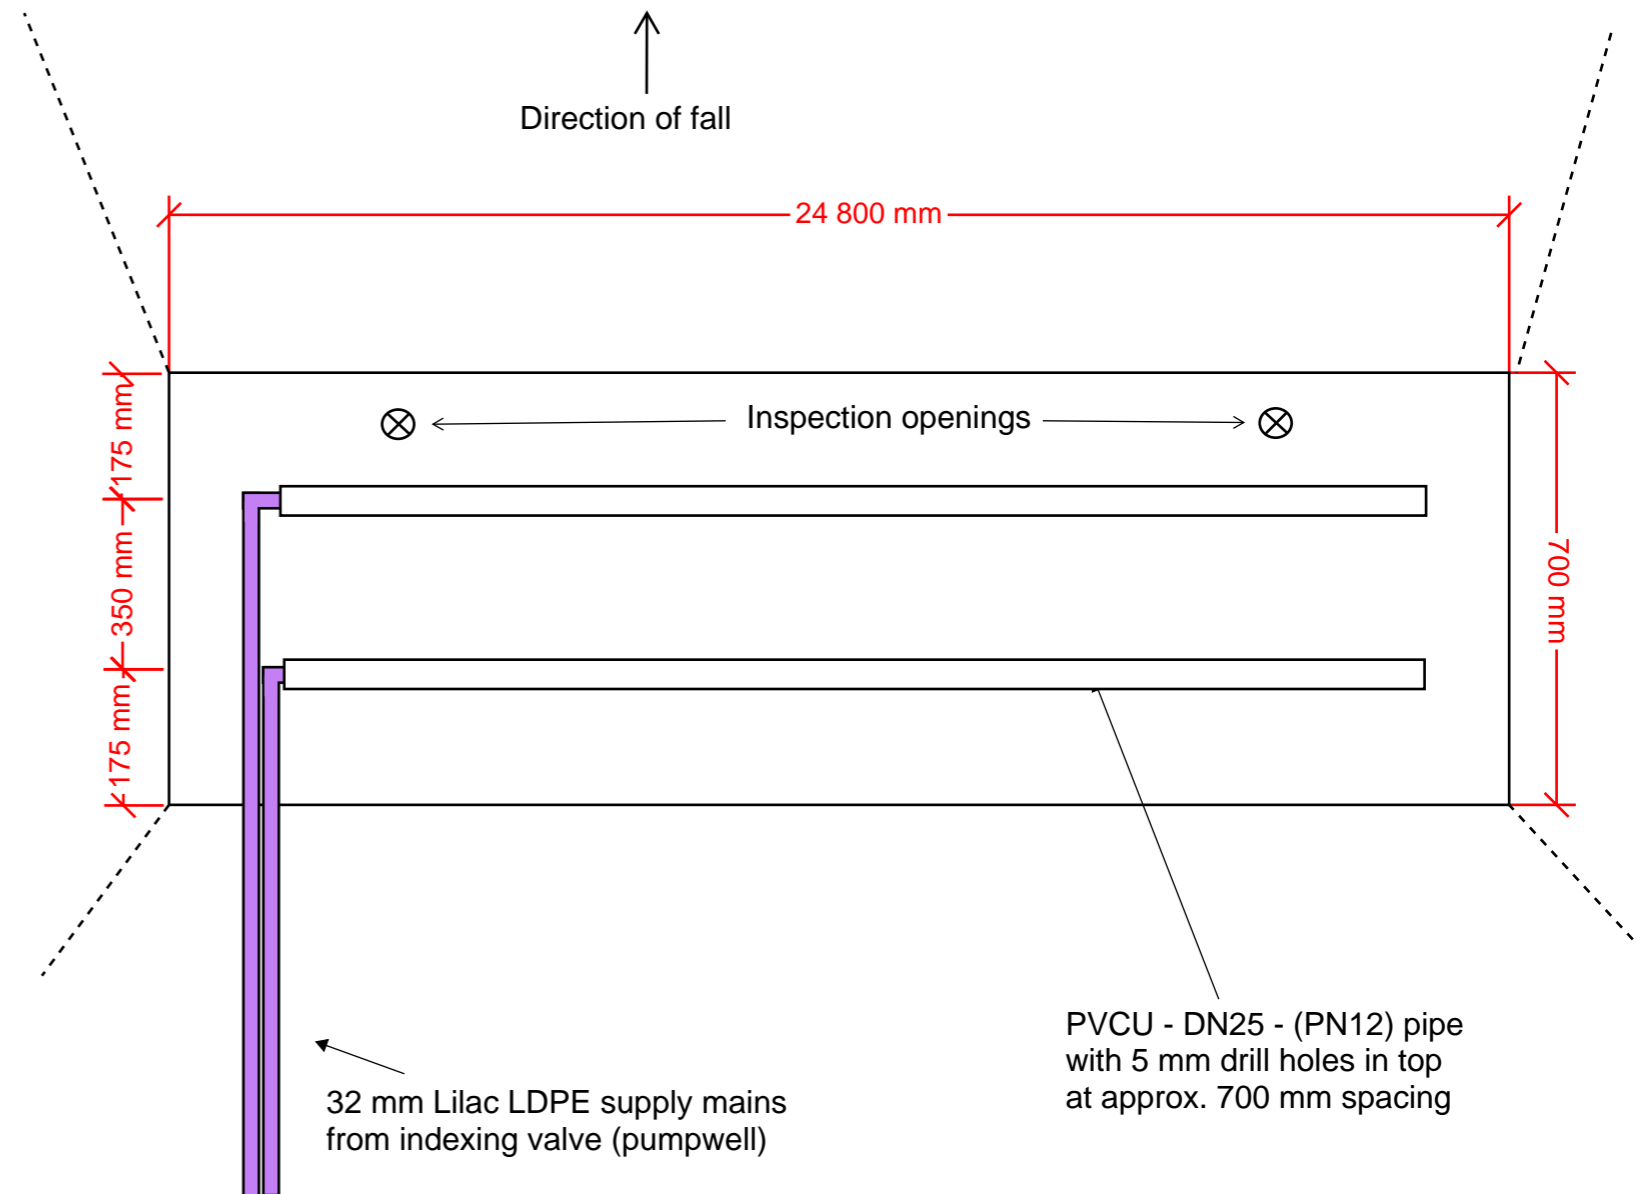 Direction of fall
24 800 mm
175 mm
Inspection openings
350 mm
700 mm
175 mm
PVCU - DN25 - (PN12) pipe
with 5 mm drill holes in top
at approx. 700 mm spacing
32 mm Lilac LDPE supply mains
from indexing valve (pumpwell)